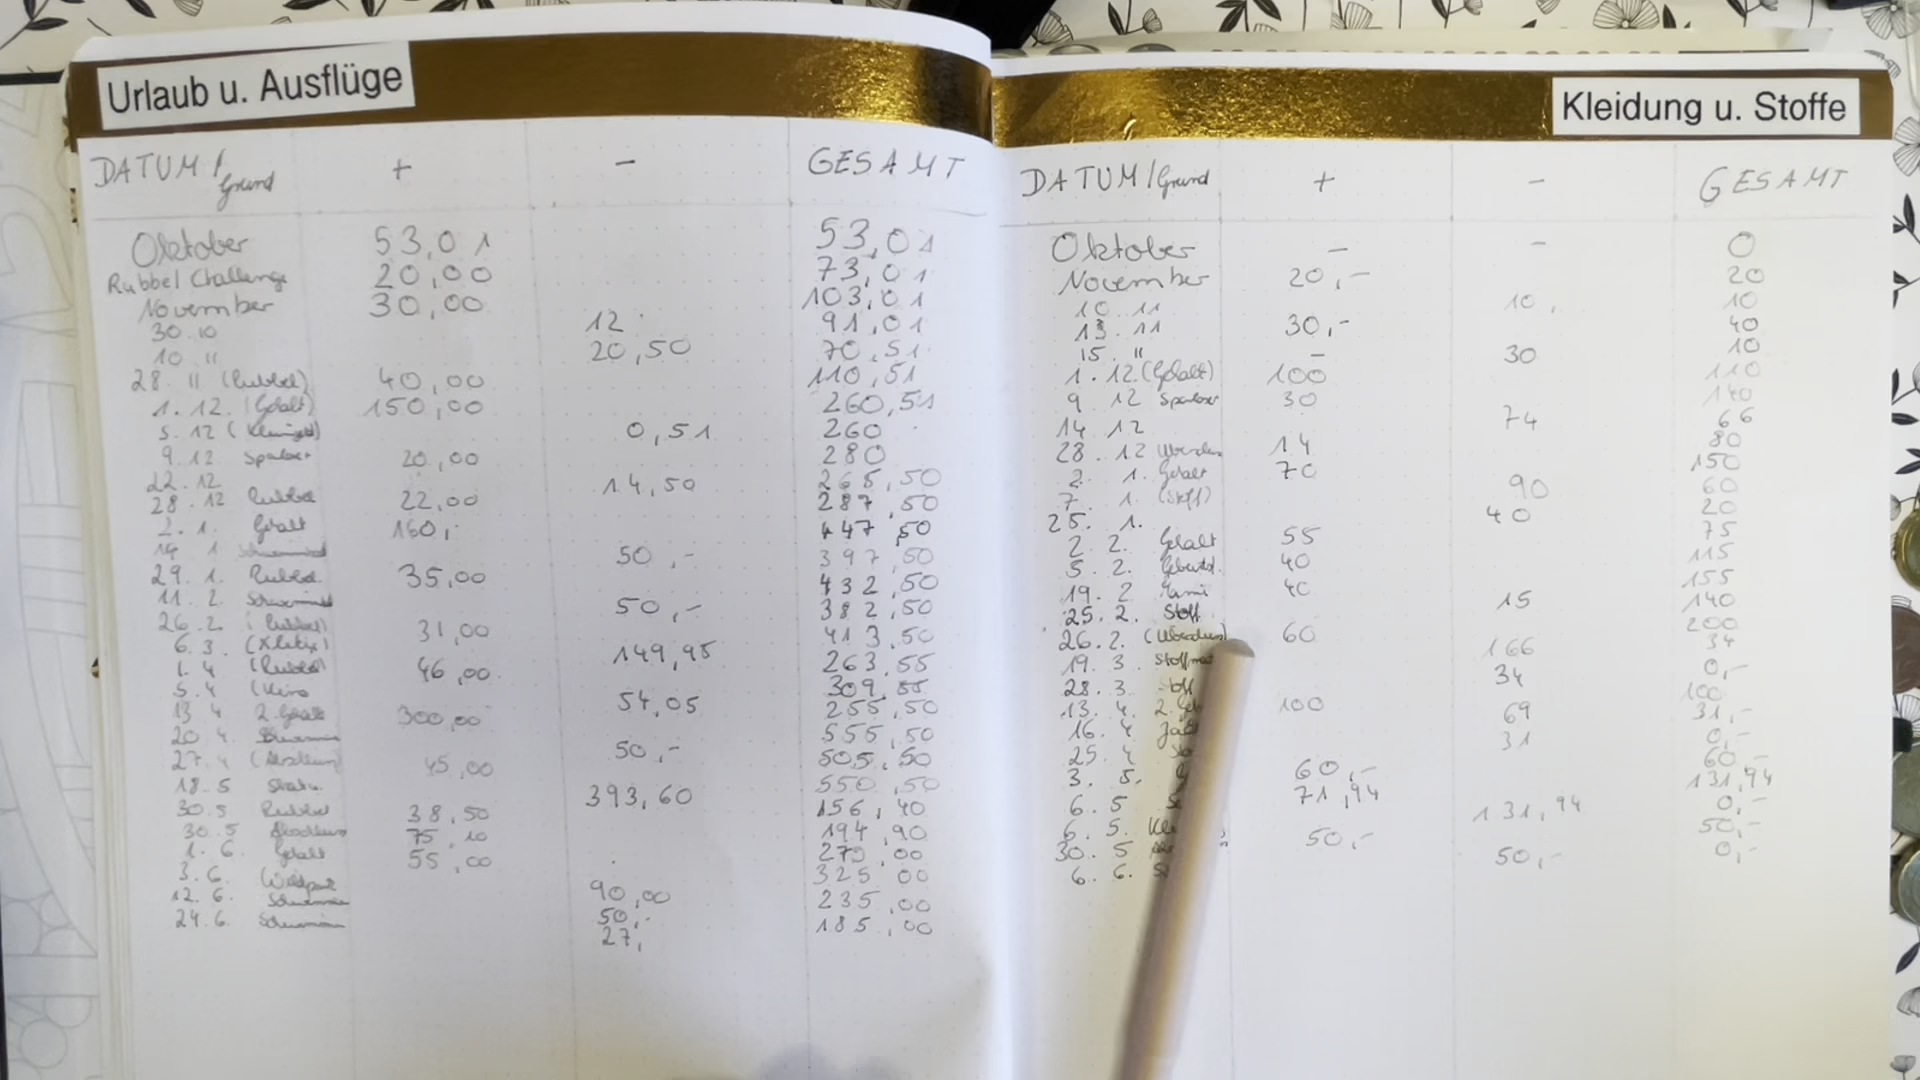 Urlaub u. Ausflüge
DATUM / Grund + - GESAMT
Oktober 53,01 53,01
Rubbel Challenge 20,00 73,01
November 30,00 103,01
30.10 12 91,01
10. " 20,50 70,51
28. " (Rubbel) 40,00 110,51
1. 12. (Gehalt) 150,00 260,51
5. 12 ( 0,51 260
9. 12. 20,00 280
22. 12 14,50 265,50
28. 12 Rubbel 22,00 287,50
2. 1. Gehalt 160,- 447,50
14. 1 50,- 397,50
29. 1. Rubbel 35,00 432,50
11. 2. 50,- 382,50
26. 2. (Rubbel) 31,00 413,50
6. 3. 149,95 263,55
1. 4 (Rubbel) 46,00 309,55
5. 4 (Kino 54,05 255,50
13. 4 2. Gehalt 300,00 555,50
20. 4. 50,- 505,50
27. 4 45,00 550,50
18. 5 393,60 156,40
30. 5 Rubbel 38,50 194,90
30. 5 75,10 270,00
1. 6. Gehalt 55,00 325,00
3. 6. 90,00 235,00
12. 6. 50,- 185,00
24. 6. 27,
Kleidung u. Stoffe
DATUM / Grund + - GESAMT
Oktober - - 0
November 20,- 20
10. 11 10, 10
13. 11 30,- 40
15. " - 30 10
1. 12. (Gehalt) 100 110
9. 12 30 140
14. 12 74 66
28. 12 14 80
2. 1. Gehalt 70 150
7. 1. (Stoff) 90 60
25. 1. 40 20
2. 2. Gehalt 55 75
5. 2. 40 115
19. 2 40 155
25. 2. Stoff 15 140
26. 2. 60 200
19. 3. 166 34
28. 3. 34 0,-
13. 4. 2. 100 100
16. 4 69 31,-
25. 4 31 0,-
3. 5. 60,- 60,-
6. 5 71,94 131,94
6. 5. 131,94 0,-
30. 5 50,- 50,-
6. 6. 50,- 0,-